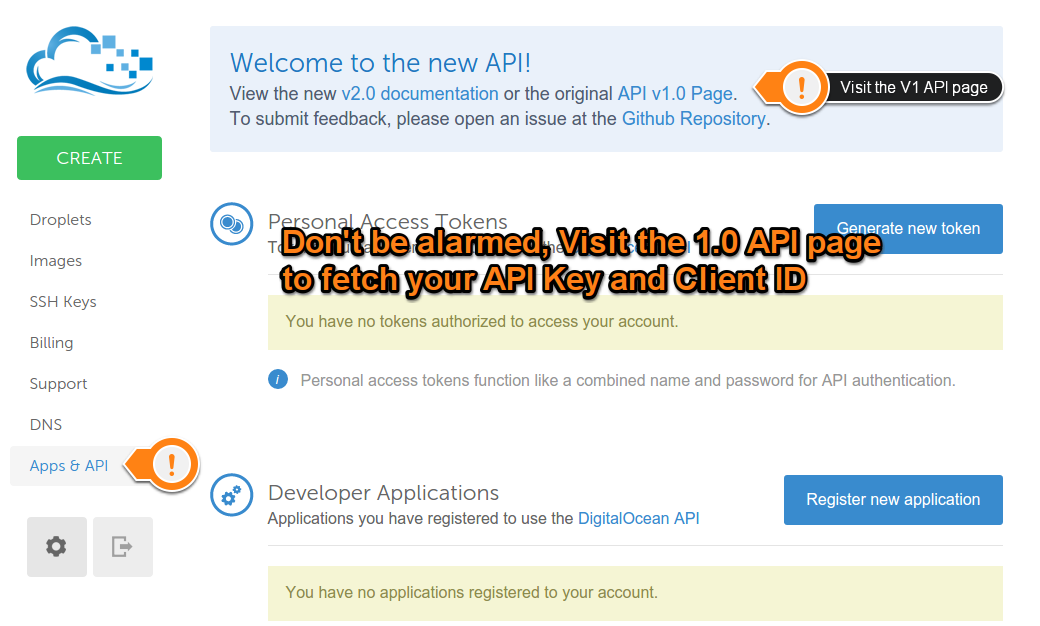 Welcome to the new API!
View the new v2.0 documentation or the original API v1.0 Page.
To submit feedback, please open an issue at the Github Repository.
Visit the V1 API page
CREATE
Droplets
Images
SSH Keys
Billing
Support
DNS
Apps & API
Personal Access Tokens
Generate new token
Don't be alarmed, Visit the 1.0 API page
to fetch your API Key and Client ID
You have no tokens authorized to access your account.
Personal access tokens function like a combined name and password for API authentication.
Developer Applications
Applications you have registered to use the DigitalOcean API
Register new application
You have no applications registered to your account.